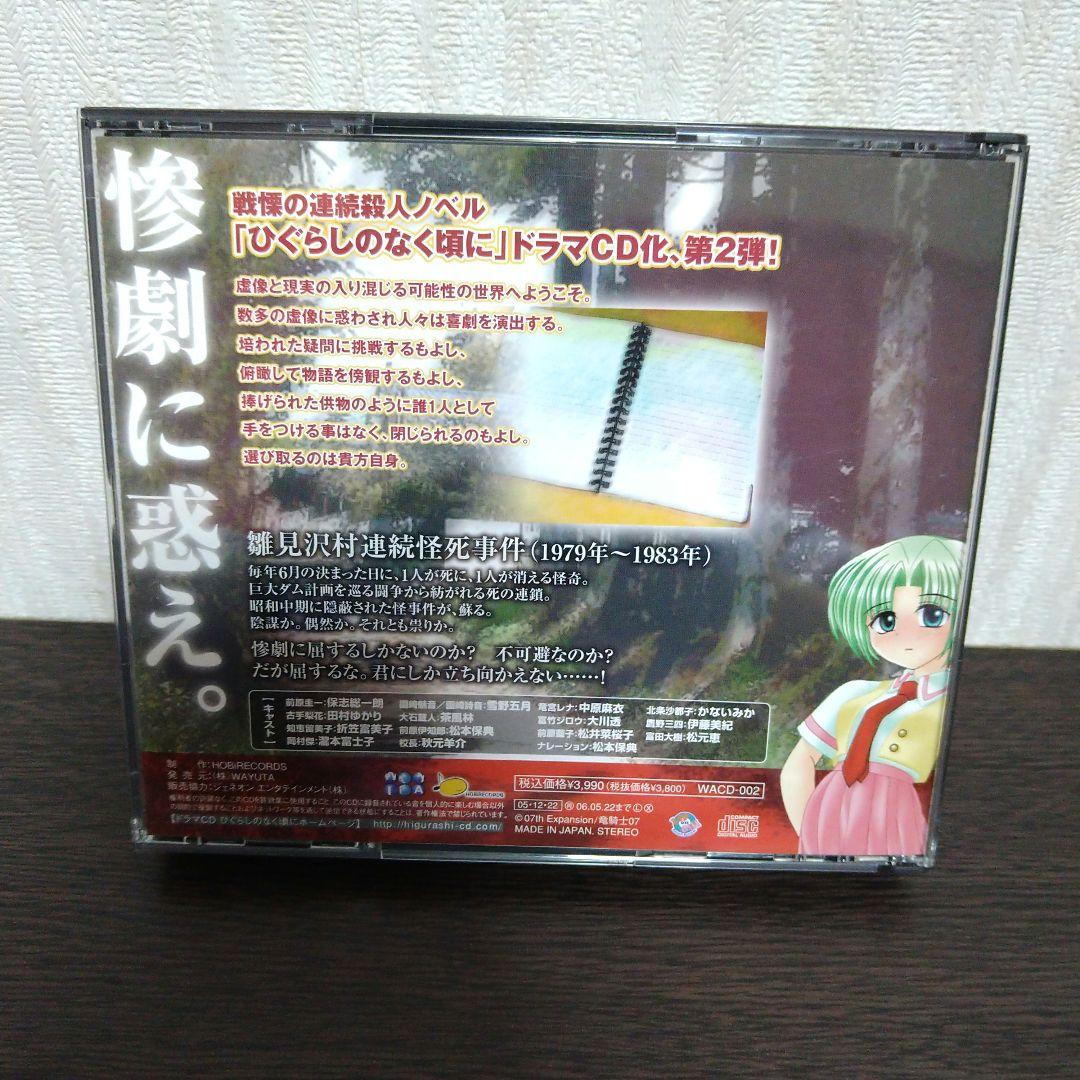 惨劇に惑え。
戦慄の連続殺人ノベル
「ひぐらしのなく頃に」ドラマCD化、第2弾!
虚像と現実の入り混じる可能性の世界へようこそ。
数多の虚像に惑わされ人々は喜劇を演出する。
培われた疑問に挑戦するもよし、
俯瞰して物語を傍観するもよし、
捧げられた供物のように誰1人として
手をつける事はなく、閉じられるのもよし。
選び取るのは貴方自身。
雛見沢村連続怪死事件(1979年~1983年)
毎年6月の決まった日に、1人が死に、1人が消える怪奇。
巨大ダム計画を巡る闘争から紡がれる死の連鎖。
昭和中期に隠蔽された怪事件が、蘇る。
陰謀か。偶然か。それとも祟りか。
惨劇に屈するしかないのか? 不可避なのか?
だが屈するな。君にしか立ち向かえない……!
【キャスト】
前原圭一:保志総一朗 園崎魅音/園崎詩音:雪野五月 竜宮レナ:中原麻衣 北条沙都子:かないみか
古手梨花:田村ゆかり 大石蔵人:茶風林 富竹ジロウ:大川透 鷹野三四:伊藤美紀
知恵留美子:折笠富美子 前原伊知郎:松本保典 前原藍子:松井菜桜子 富田大樹:松元恵
岡村傑:瀧本富士子 校長:秋元羊介 ナレーション:松本保典
制 作:HOBiRECORDS
発 売 元:(株)WAYUTA
販売協力:ジェネオン エンタテインメント(株)
【ドラマCD ひぐらしのなく頃にホームページ】 http://higurashi-cd.com/
HOBiRECORDS
税込価格¥3,990(税抜価格¥3,800) WACD-002
05・12・22 Ⓡ 06.05.22まで Ⓛ Ⓧ
©07th Expansion/竜騎士07
MADE IN JAPAN. STEREO
COMPACT
disc
DIGITAL AUDIO